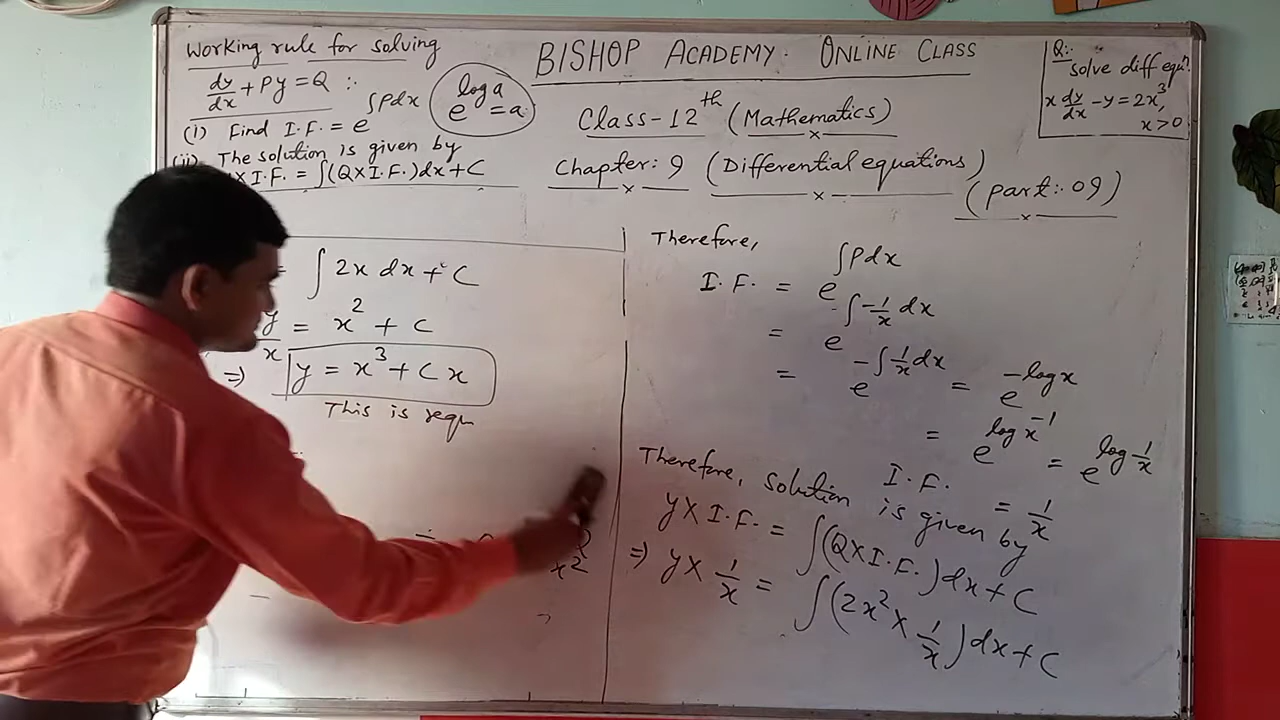 Working rule for solving
dy/dx + Py = Q :-
(i) Find I.F. = e^∫Pdx
(ii) The solution is given by
X I.F. = ∫(Q X I.F.)dx + C
e^log a = a
BISHOP ACADEMY. ONLINE CLASS
Class-12th (Mathematics)
Chapter: 9 (Differential equations)
(part:- 09)
Q:-
solve diff equn.
x dy/dx - y = 2x³,
x > 0
= ∫ 2x dx + C
y/x = x² + C
⇒ y = x³ + Cx
This is requ
x²
Therefore,
I.F. = e^∫Pdx
= e^∫-1/x dx
= e^-∫1/x dx = e^-log x
= e^log x⁻¹ = e^log 1/x
I.F. = 1/x
Therefore, solution is given by
y X I.F. = ∫(Q X I.F.)dx + C
⇒ y X 1/x = ∫(2x² X 1/x)dx + C